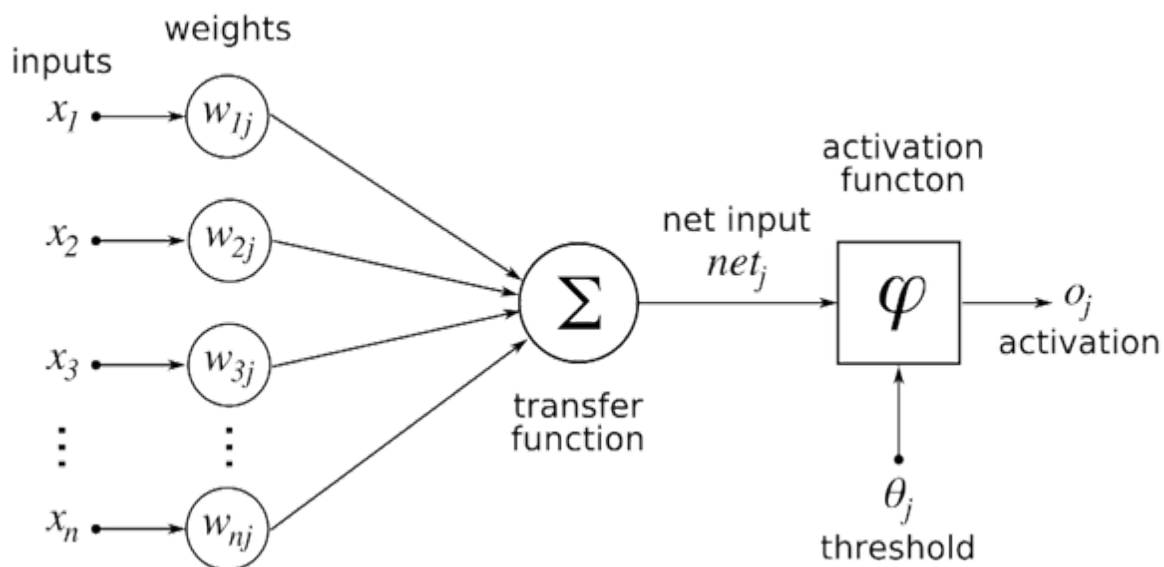 weights
inputs
x₁
w₁ⱼ
x₂
w₂ⱼ
x₃
w₃ⱼ
⋮ ⋮
xₙ
wₙⱼ
Σ
transfer
function
net input
netⱼ
activation
functon
φ
oⱼ
activation
θⱼ
threshold